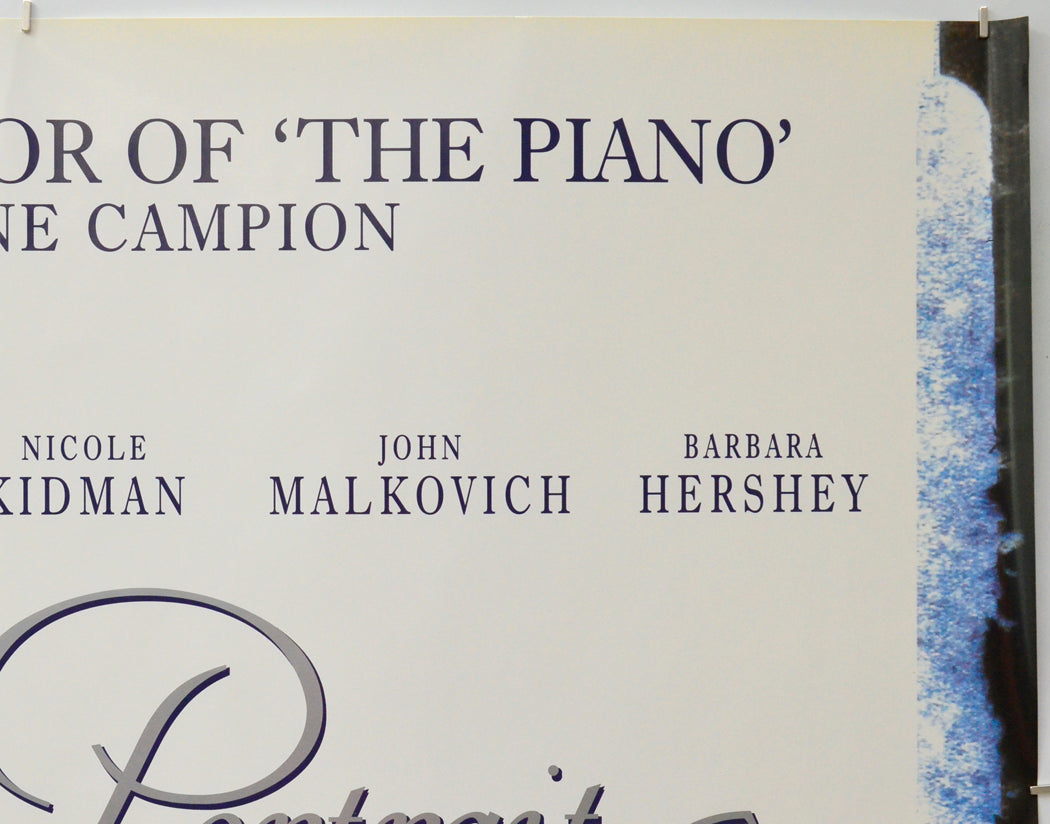 OR OF ‘THE PIANO’
NE CAMPION
NICOLE JOHN BARBARA
KIDMAN MALKOVICH HERSHEY
Portrait